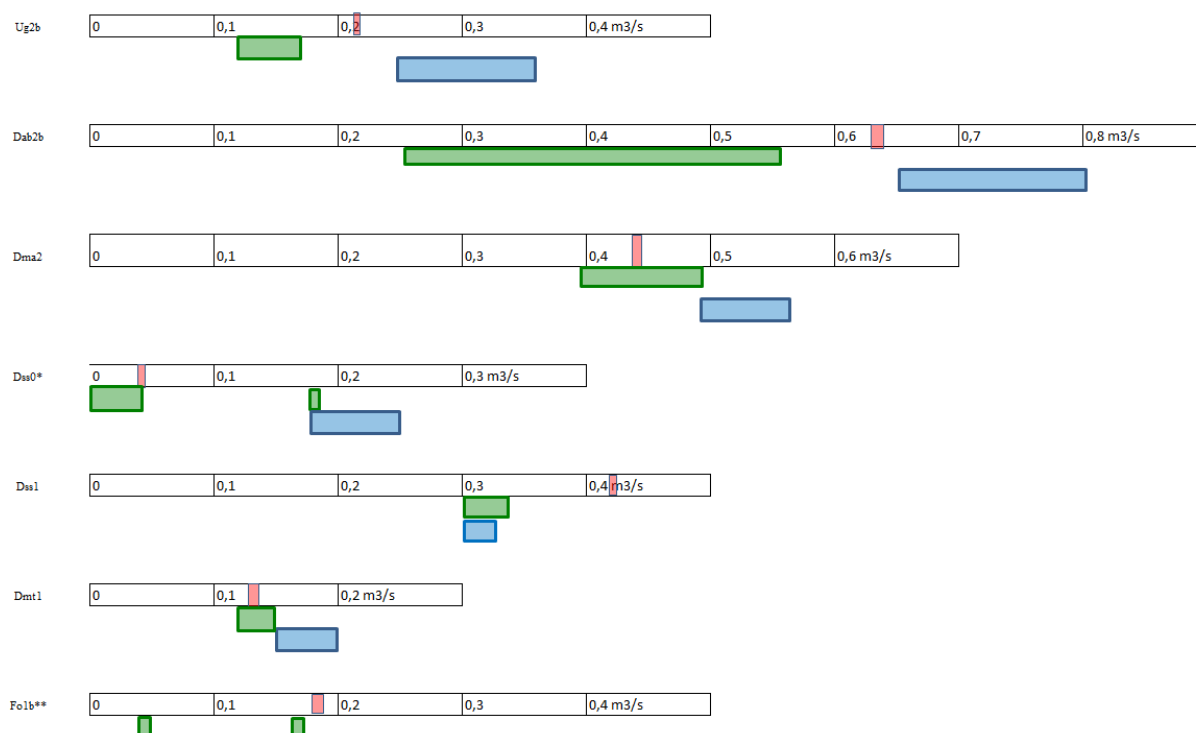 Ug2b 0 0,1 0,2 0,3 0,4 m3/s
Dab2b 0 0,1 0,2 0,3 0,4 0,5 0,6 0,7 0,8 m3/s
Dma2 0 0,1 0,2 0,3 0,4 0,5 0,6 m3/s
Dss0* 0 0,1 0,2 0,3 m3/s
Dss1 0 0,1 0,2 0,3 0,4 m3/s
Dmt1 0 0,1 0,2 m3/s
Fo1b** 0 0,1 0,2 0,3 0,4 m3/s